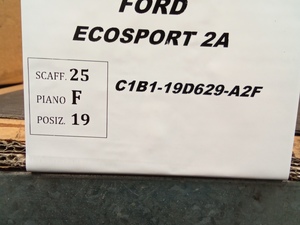 FORD
ECOSPORT 2A
SCAFF. 25
PIANO F
POSIZ. 19
C1B1-19D629-A2F